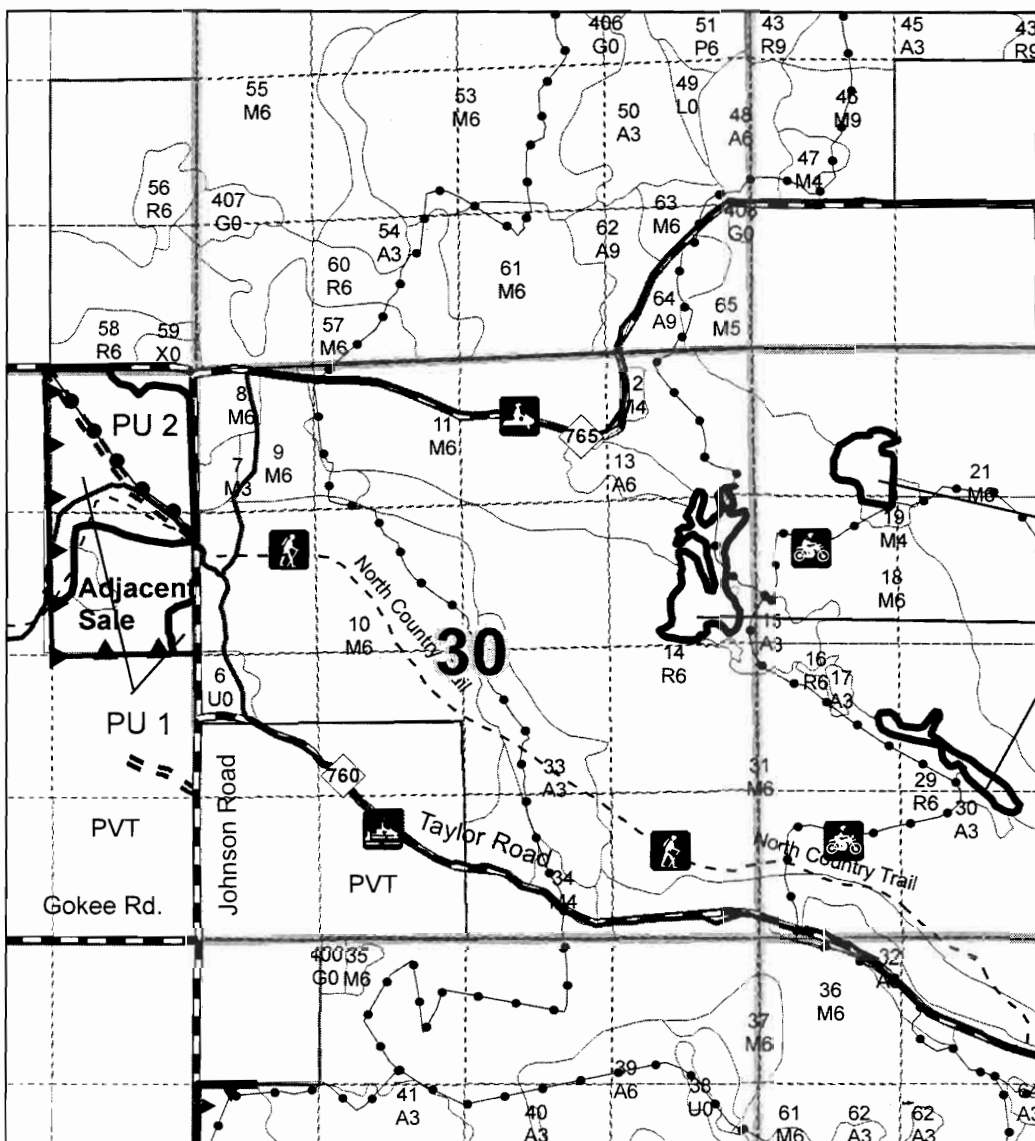 406
G0
51
P6
43
R9
45
A3
43
R9
55
M6
53
M6
50
A3
49
L0
48
A6
46
M9
47
M4
56
R6
407
G0
54
A3
60
R6
61
M6
62
A9
63
M6
406
G0
64
A9
65
M5
58
R6
59
X0
57
M6
8
M6
PU 2
7
M3
9
M6
11
M6
765
13
A6
21
M6
19
M4
18
M6
Adjacent
Sale
North Country Trail
10
M6
30
14
R6
15
A3
16
R6
17
A3
6
U0
PU 1
760
Johnson Road
33
A3
31
M6
29
R6
30
A3
PVT
Taylor Road
North Country Trail
PVT
34
M4
Gokee Rd.
400
G0
35
M6
32
36
M6
37
M6
39
A6
38
U0
41
A3
40
A3
61
M6
62
A3
62
A3